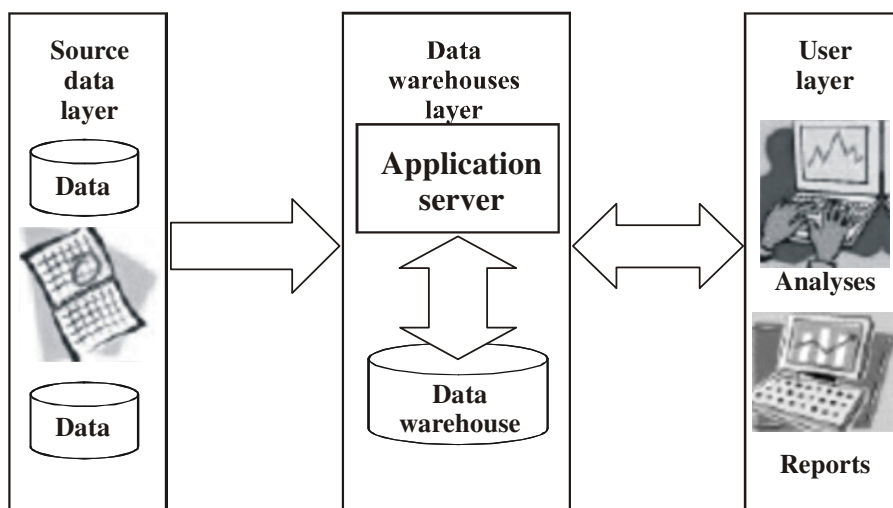 Source
data
layer
Data
Data
Data
warehouses
layer
Application
server
Data
warehouse
User
layer
Analyses
Reports